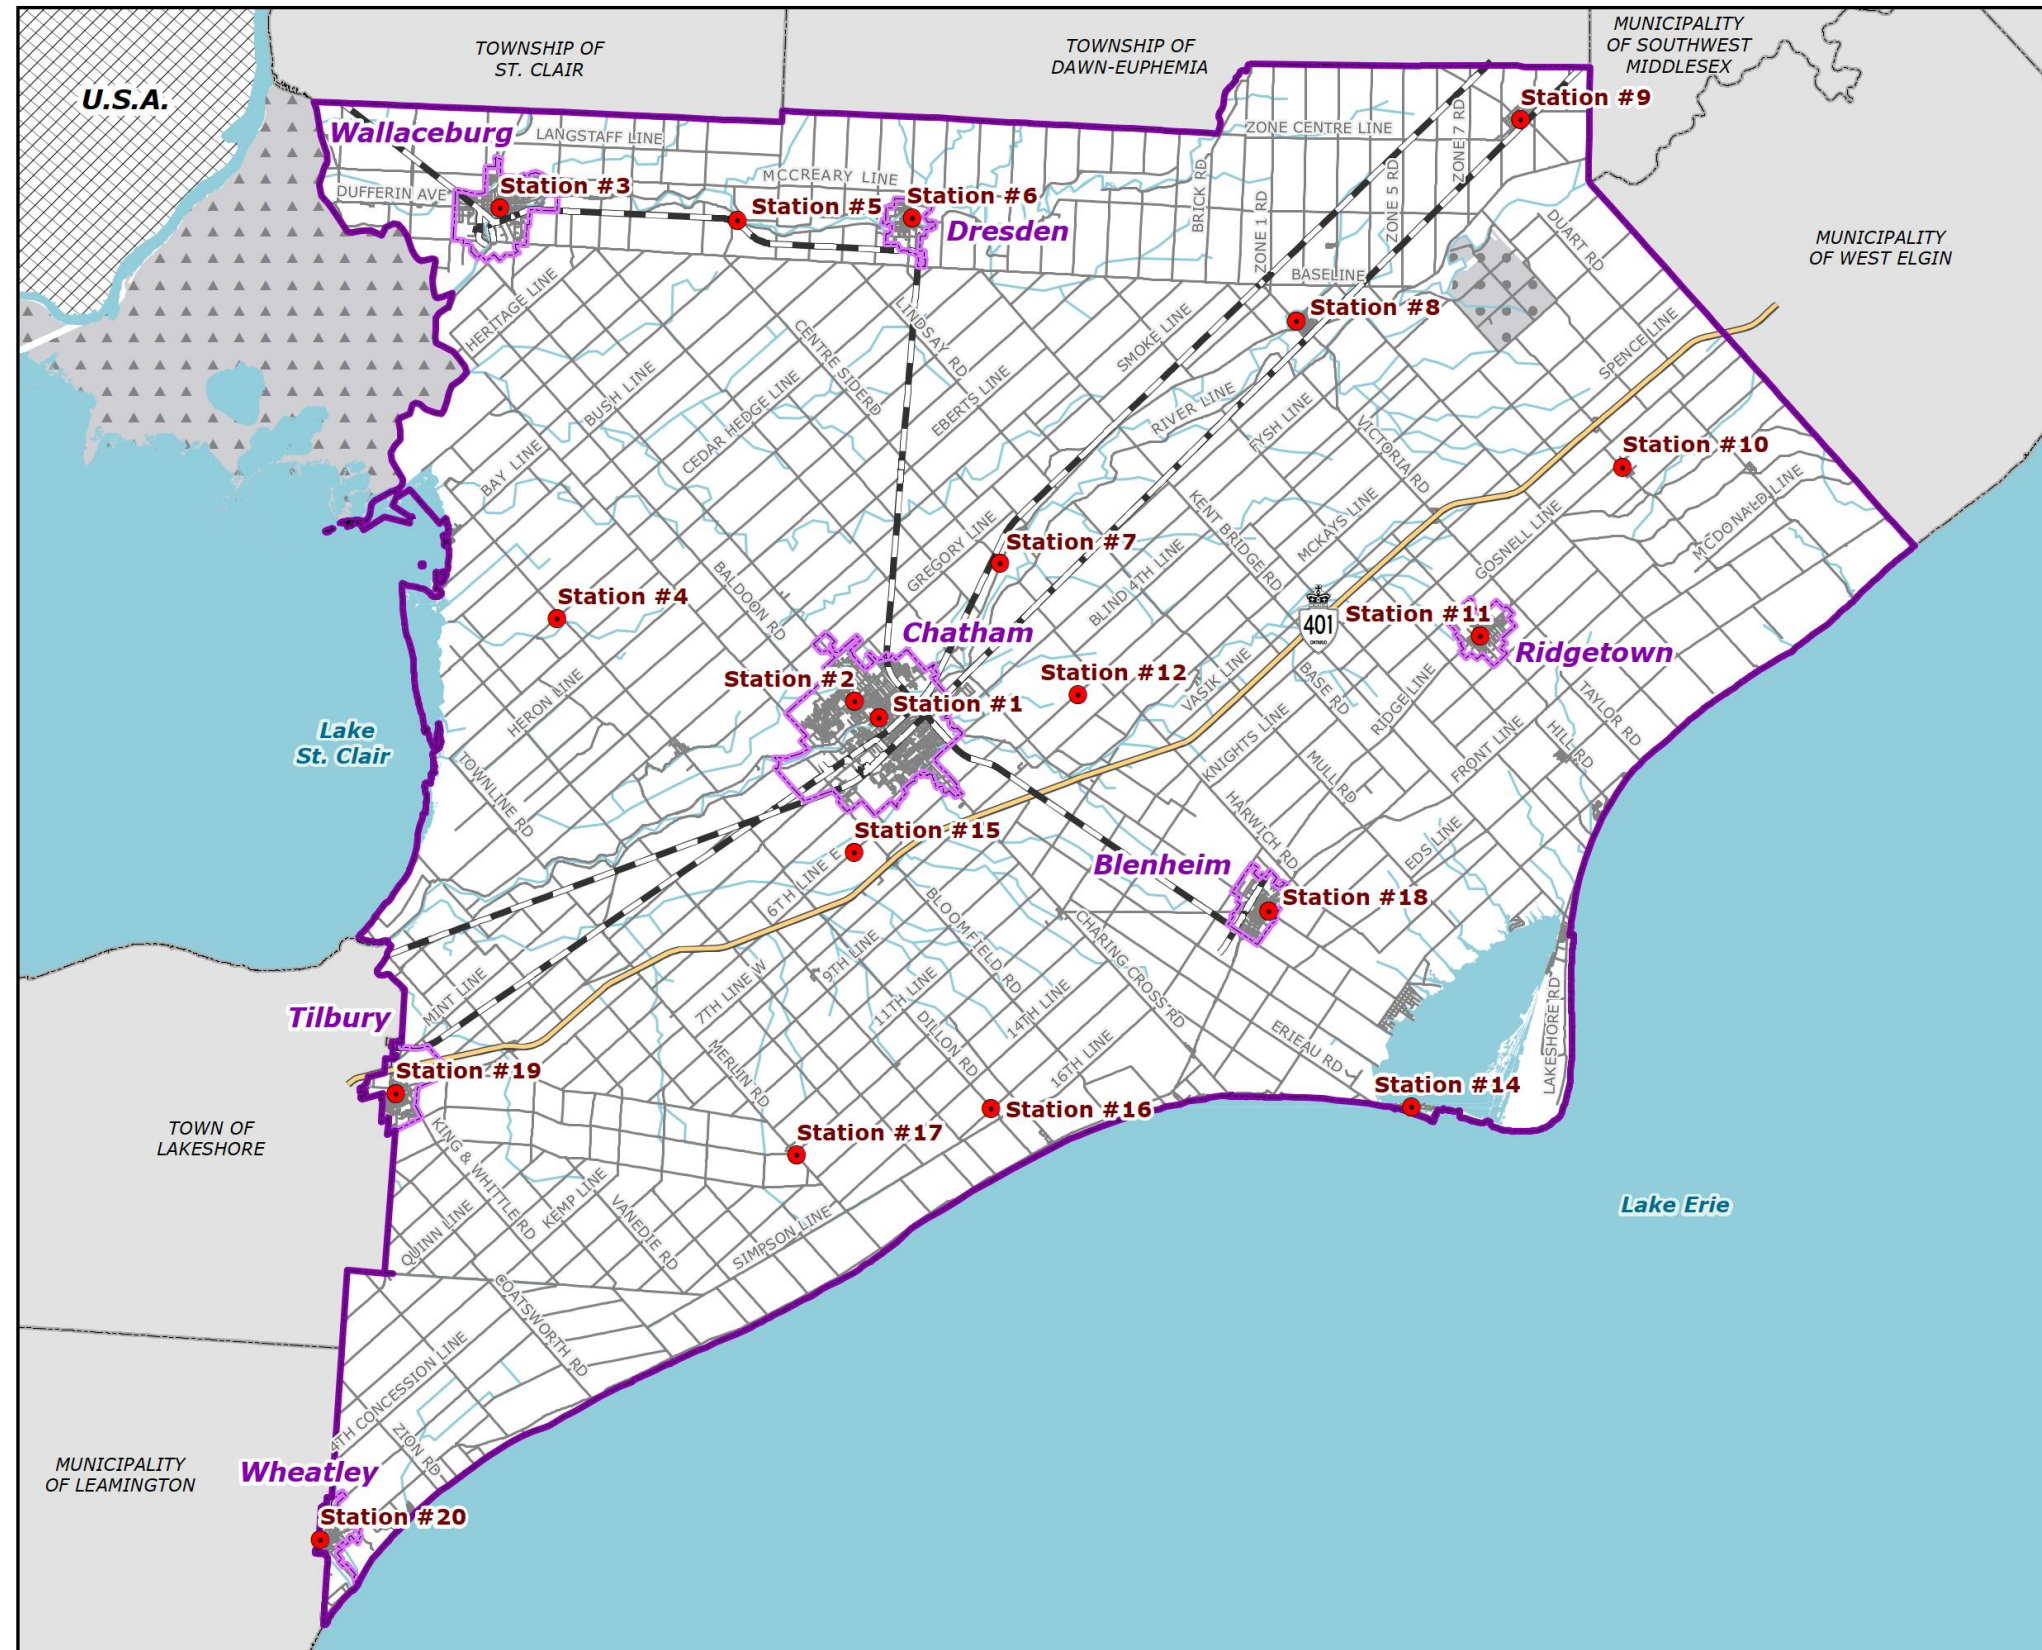 TOWNSHIP OF
ST. CLAIR
TOWNSHIP OF
DAWN-EUPHEMIA
MUNICIPALITY
OF SOUTHWEST
MIDDLESEX
U.S.A.
Station #9
Wallaceburg
LANGSTAFF LINE
ZONE CENTRE LINE
ZONE 7 RD
MCCREARY LINE
BRICK RD
ZONE 5 RD
DUFFERIN AVE
Station #3
Station #5
Station #6
Dresden
ZONE 1 RD
DUART RD
MUNICIPALITY
OF WEST ELGIN
BASELINE
HERITAGE LINE
Station #8
LINDSAY RD
CENTRE SIDERD
SMOKE LINE
SPENCE LINE
BUSH LINE
CEDAR HEDGE LINE
EBERTS LINE
RIVER LINE
FYSH LINE
VICTORIA RD
Station #10
BAY LINE
MCDONALD LINE
KENT BRIDGE RD
MCKAYS LINE
GOSNELL LINE
GREGORY LINE
Station #7
BLIND 4TH LINE
Station #4
BALDOON RD
401
ONTARIO
Station #11
Chatham
Ridgetown
Station #2
Station #12
Station #1
VASIK LINE
BASE RD
RIDGE LINE
TAYLOR RD
HERON LINE
Lake
St. Clair
KNIGHTS LINE
FRONT LINE
HILL RD
TOWNLINE RD
MULL RD
HARWICH RD
Station #15
EDS LINE
Blenheim
6TH LINE E
Station #18
BLOOMFIELD RD
CHARING CROSS RD
9TH LINE
7TH LINE W
11TH LINE
14TH LINE
MINT LINE
LAKESHORE RD
Tilbury
DILLON RD
16TH LINE
ERIEAU RD
MERLIN RD
Station #19
Station #14
Station #16
TOWN OF
LAKESHORE
Station #17
KING & WHITTLE RD
KEMP LINE
VANEDIE RD
QUINN LINE
SIMPSON LINE
Lake Erie
COATSWORTH RD
4TH CONCESSION LINE
ZION RD
MUNICIPALITY
OF LEAMINGTON
Wheatley
Station #20